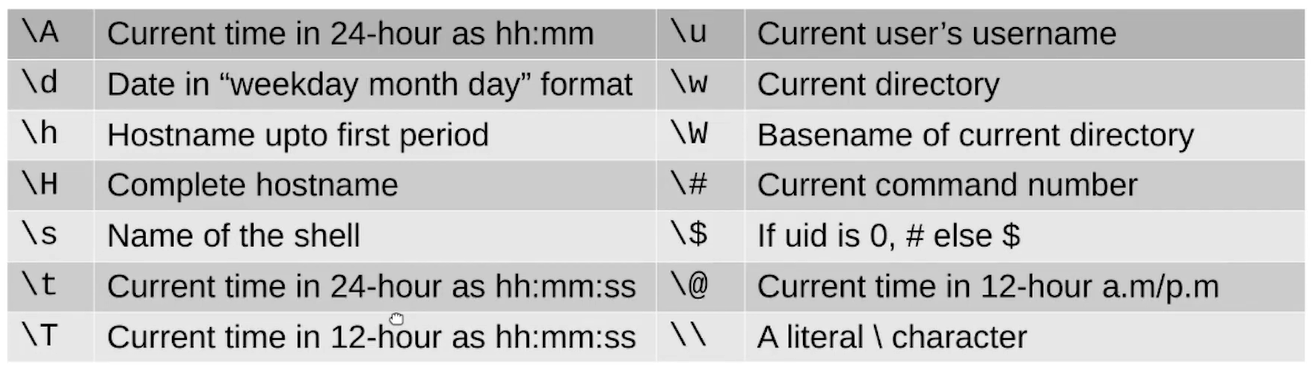 \A Current time in 24-hour as hh:mm \u Current user’s username
\d Date in “weekday month day” format \w Current directory
\h Hostname upto first period \W Basename of current directory
\H Complete hostname \# Current command number
\s Name of the shell \$ If uid is 0, # else $
\t Current time in 24-hour as hh:mm:ss \@ Current time in 12-hour a.m/p.m
\T Current time in 12-hour as hh:mm:ss \\ A literal \ character